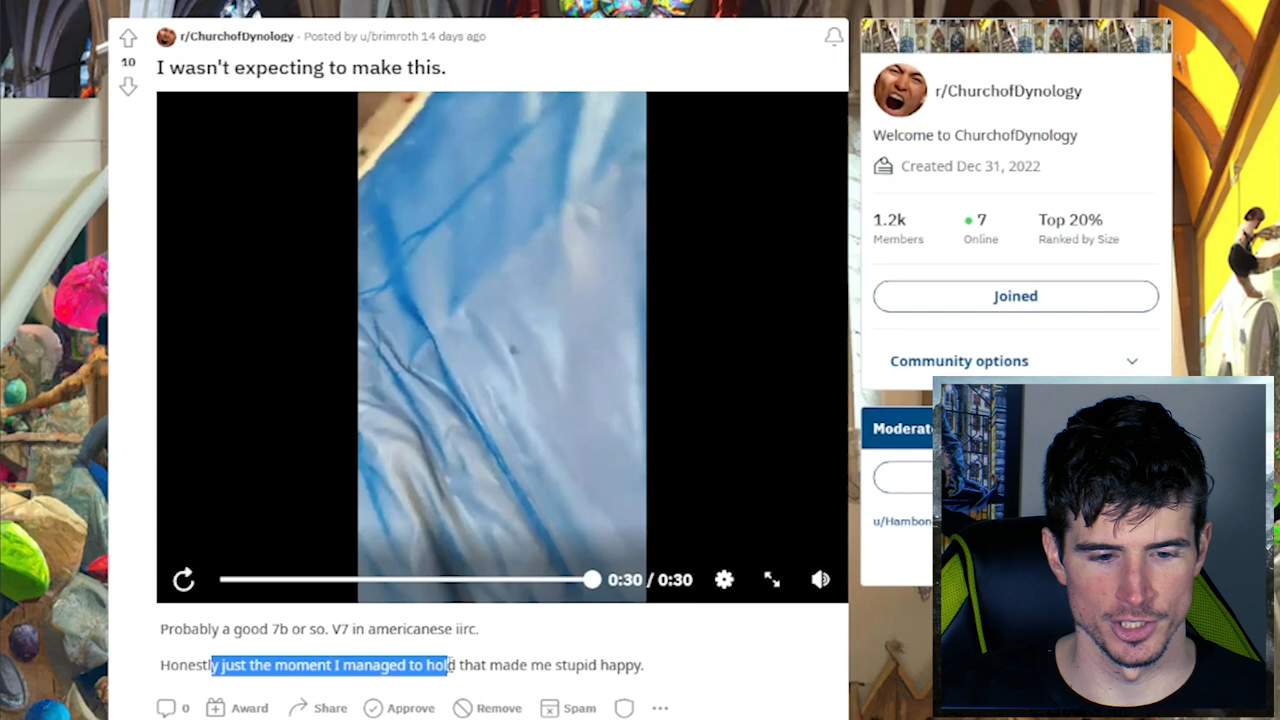 r/ChurchofDynology · Posted by u/brimroth 14 days ago
10
I wasn't expecting to make this.
0:30 / 0:30
Probably a good 7b or so. V7 in americanese iirc.
Honestly just the moment I managed to hold that made me stupid happy.
0 Award Share Approve Remove Spam
r/ChurchofDynology
Welcome to ChurchofDynology
Created Dec 31, 2022
1.2k 7 Top 20%
Members Online Ranked by Size
Joined
Community options
Moderat
u/Hambon